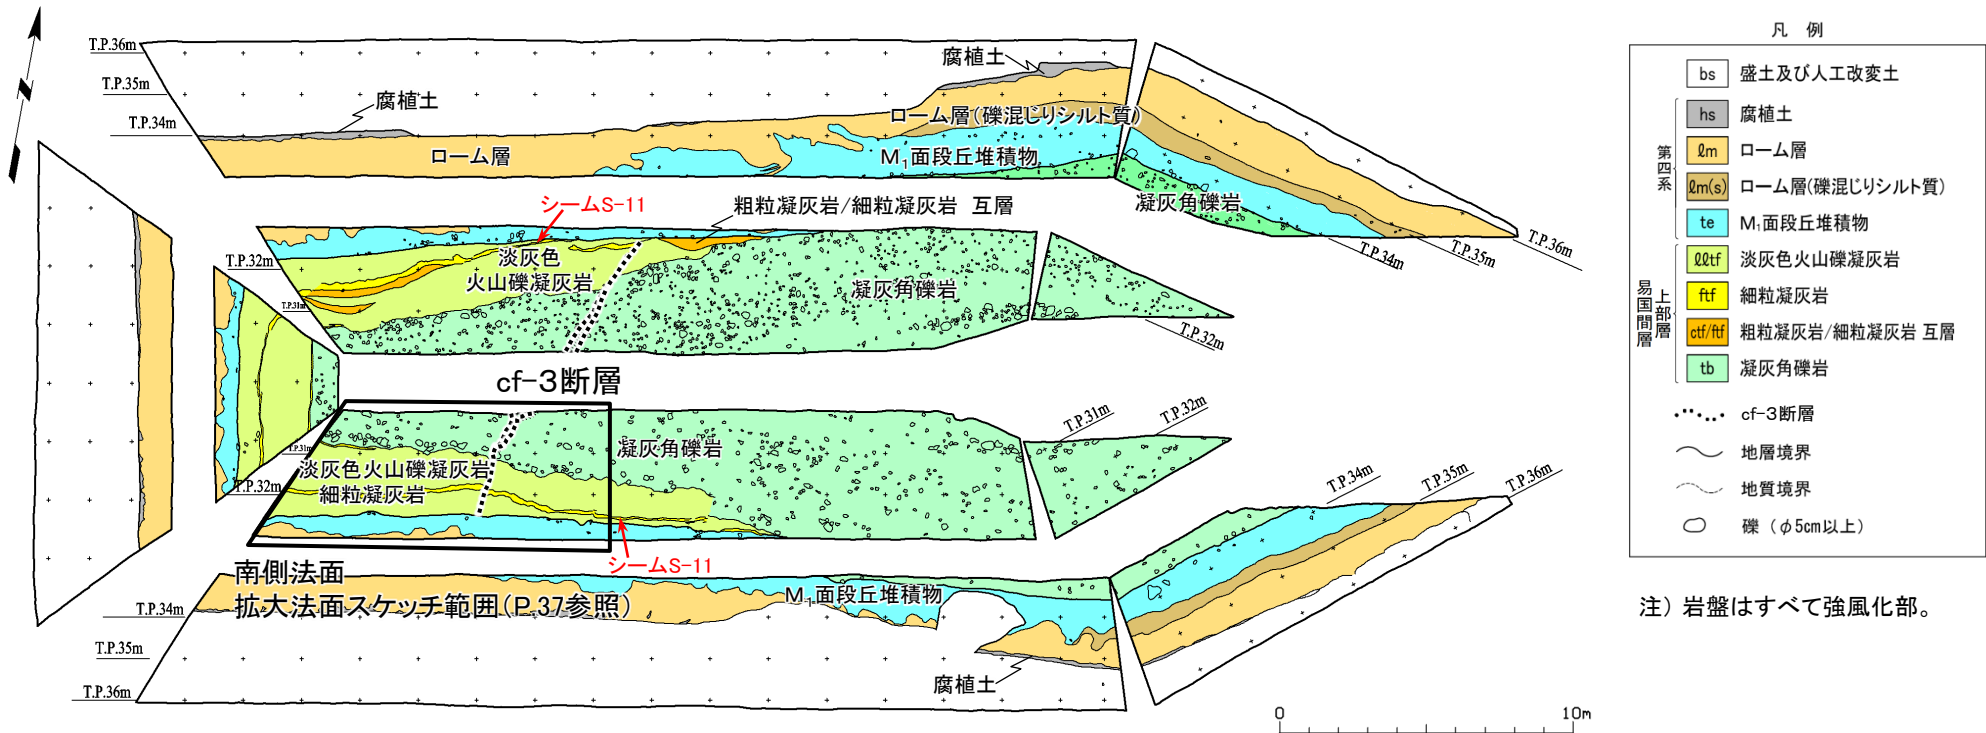 N
T.P.36m
T.P.35m
T.P.34m
腐植土
腐植土
ローム層
ローム層(礫混じりシルト質)
M₁面段丘堆積物
凝灰角礫岩
T.P.34m
T.P.35m
T.P.36m
シームS-11
粗粒凝灰岩/細粒凝灰岩 互層
T.P.32m
T.P.31m
淡灰色
火山礫凝灰岩
凝灰角礫岩
T.P.32m
cf-3断層
T.P.31m
T.P.32m
T.P.31m
T.P.32m
淡灰色火山礫凝灰岩
細粒凝灰岩
凝灰角礫岩
シームS-11
南側法面
拡大法面スケッチ範囲(P.37参照)
M₁面段丘堆積物
T.P.34m
T.P.35m
T.P.36m
腐植土
T.P.34m
T.P.35m
T.P.36m
0 10m
凡 例
bs 盛土及び人工改変土
第四系
hs 腐植土
ℓm ローム層
ℓm(s) ローム層(礫混じりシルト質)
te M₁面段丘堆積物
易国間層
上部層
ℓℓtf 淡灰色火山礫凝灰岩
ftf 細粒凝灰岩
ctf/ftf 粗粒凝灰岩/細粒凝灰岩 互層
tb 凝灰角礫岩
cf-3断層
地層境界
地質境界
礫（φ5cm以上）
注）岩盤はすべて強風化部。